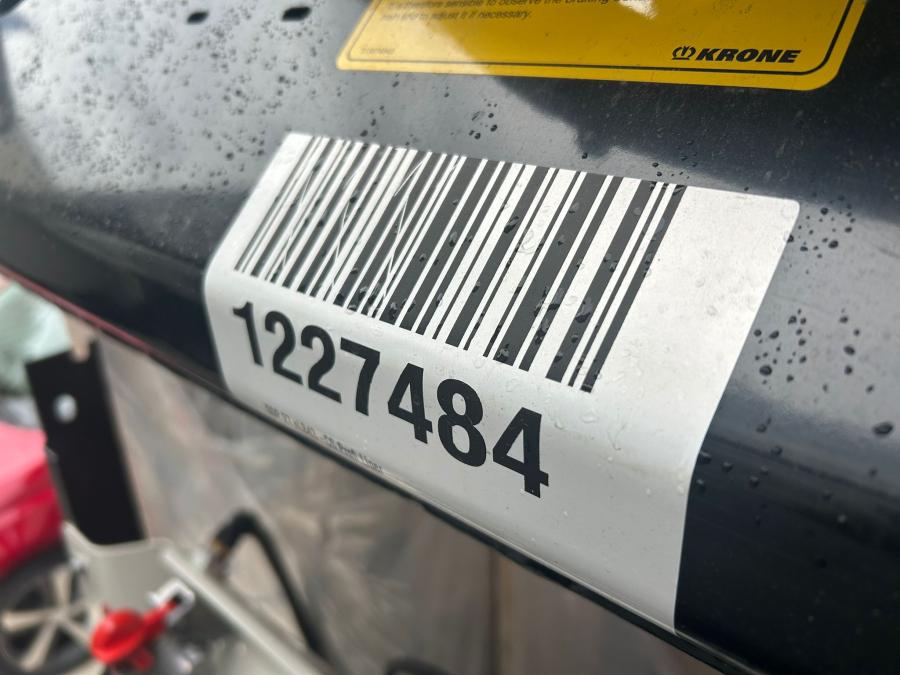 is therefore sensible to observe the braking
and to adjust it if necessary.
KRONE
1227484